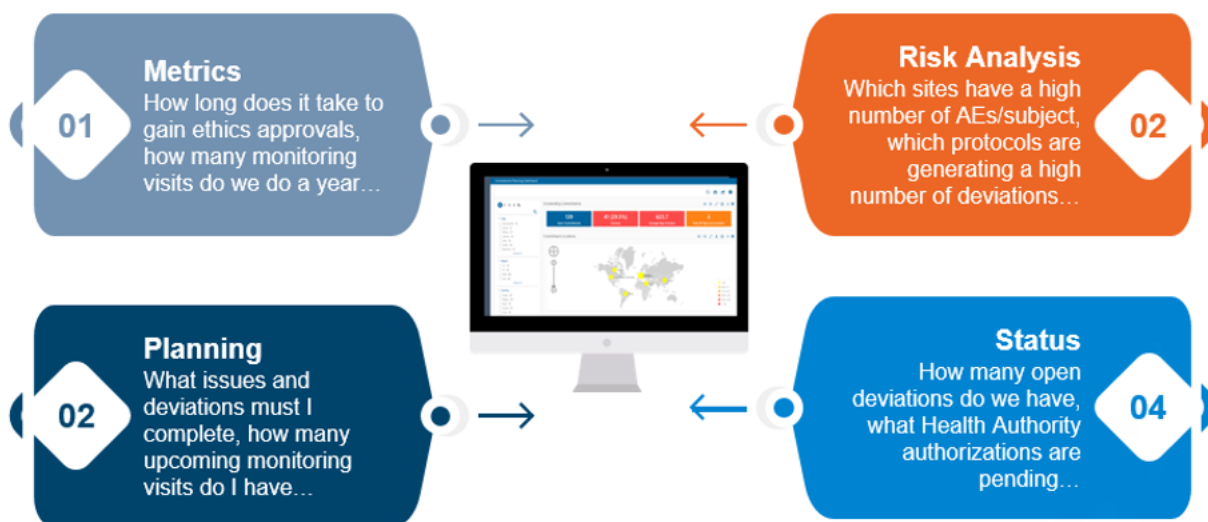 01
Metrics
How long does it take to
gain ethics approvals,
how many monitoring
visits do we do a year…
Risk Analysis
Which sites have a high
number of AEs/subject,
which protocols are
generating a high
number of deviations…
02
02
Planning
What issues and
deviations must I
complete, how many
upcoming monitoring
visits do I have…
Status
How many open
deviations do we have,
what Health Authority
authorizations are
pending…
04